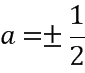 a = ± 1/2